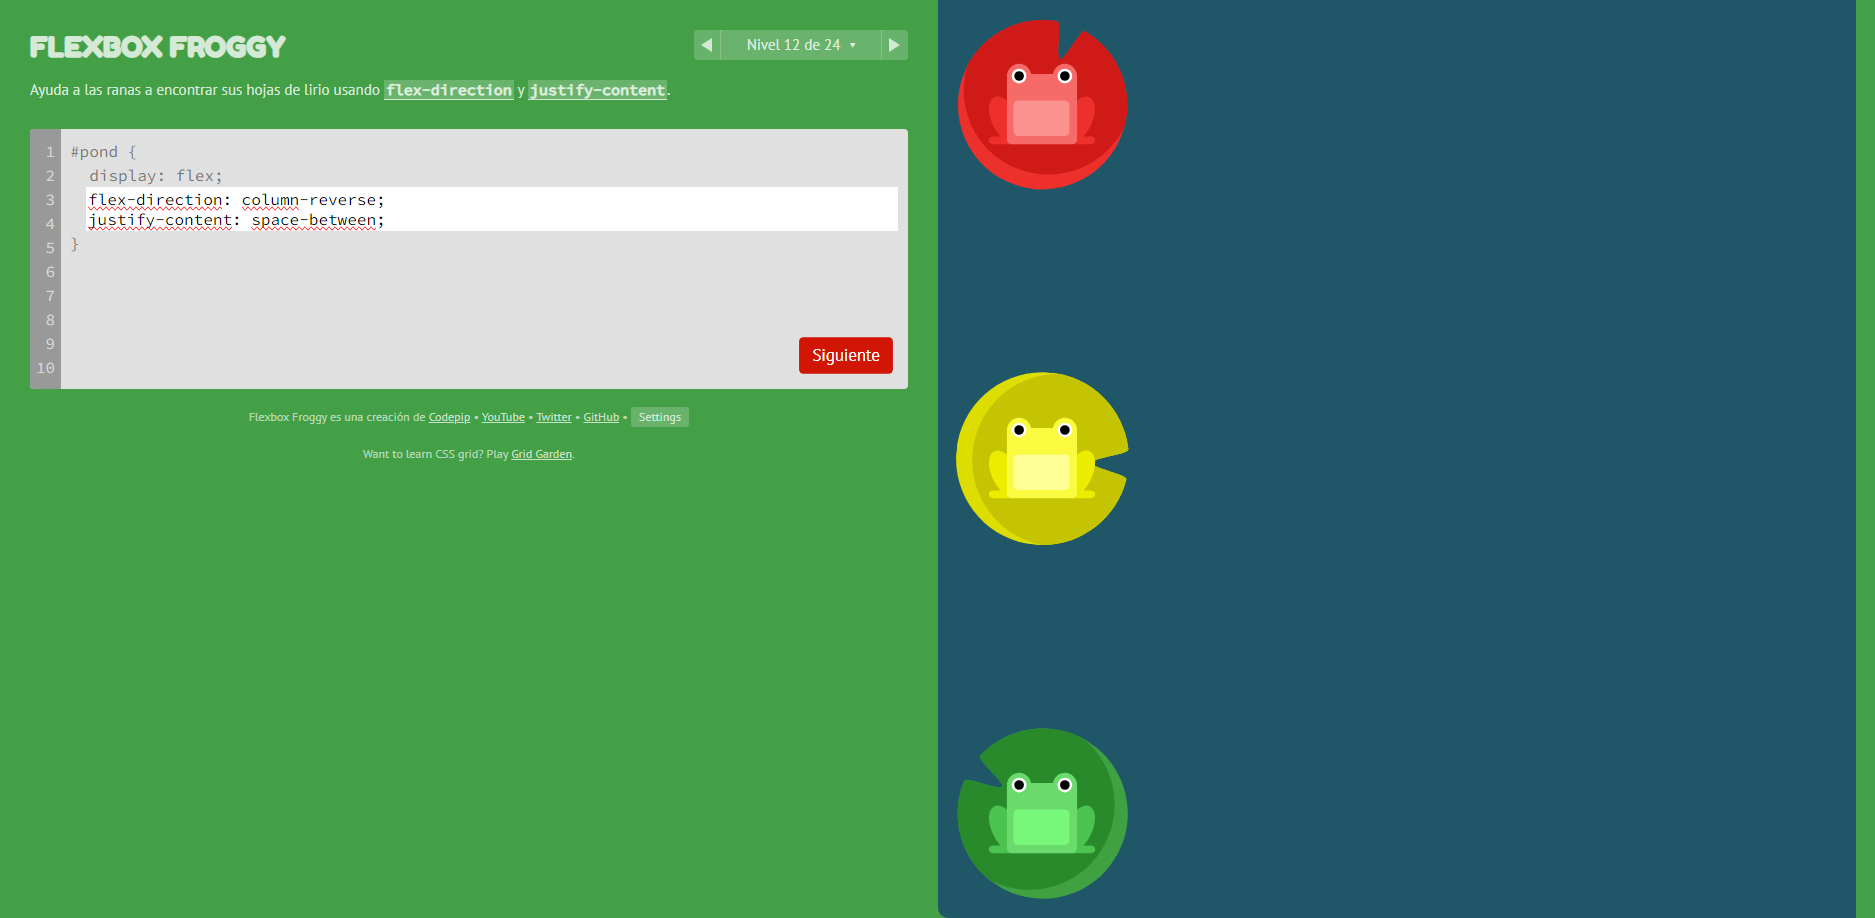 FLEXBOX FROGGY
Nivel 12 de 24 ▾
Ayuda a las ranas a encontrar sus hojas de lirio usando flex-direction y justify-content.
1 #pond {
2 display: flex;
3 flex-direction: column-reverse;
4 justify-content: space-between;
5 }
6
7
8
9
10
Siguiente
Flexbox Froggy es una creación de Codepip • YouTube • Twitter • GitHub • Settings
Want to learn CSS grid? Play Grid Garden.